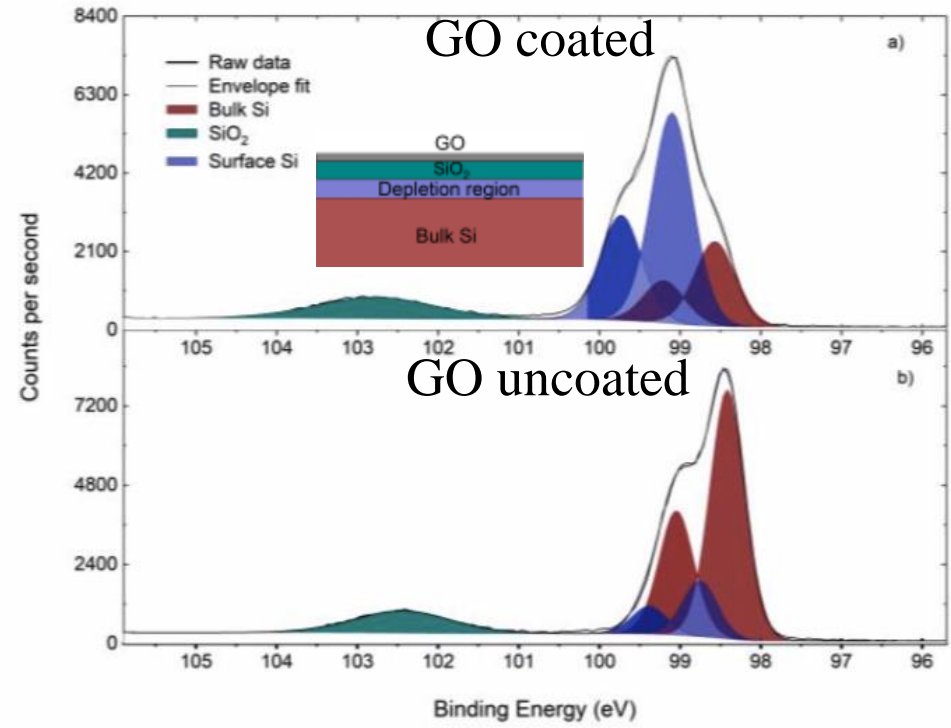 GO coated
a)
8400
6300
4200
2100
0
Raw data
Envelope fit
Bulk Si
SiO₂
Surface Si
GO
SiO₂
Depletion region
Bulk Si
105 104 103 102 101 100 99 98 97 96
Counts per second
GO uncoated
b)
7200
4800
2400
0
105 104 103 102 101 100 99 98 97 96
Binding Energy (eV)